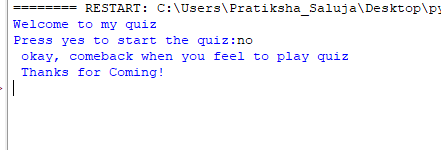 ======== RESTART: C:\Users\Pratiksha_Saluja\Desktop\py
Welcome to my quiz
Press yes to start the quiz:no
 okay, comeback when you feel to play quiz
 Thanks for Coming!